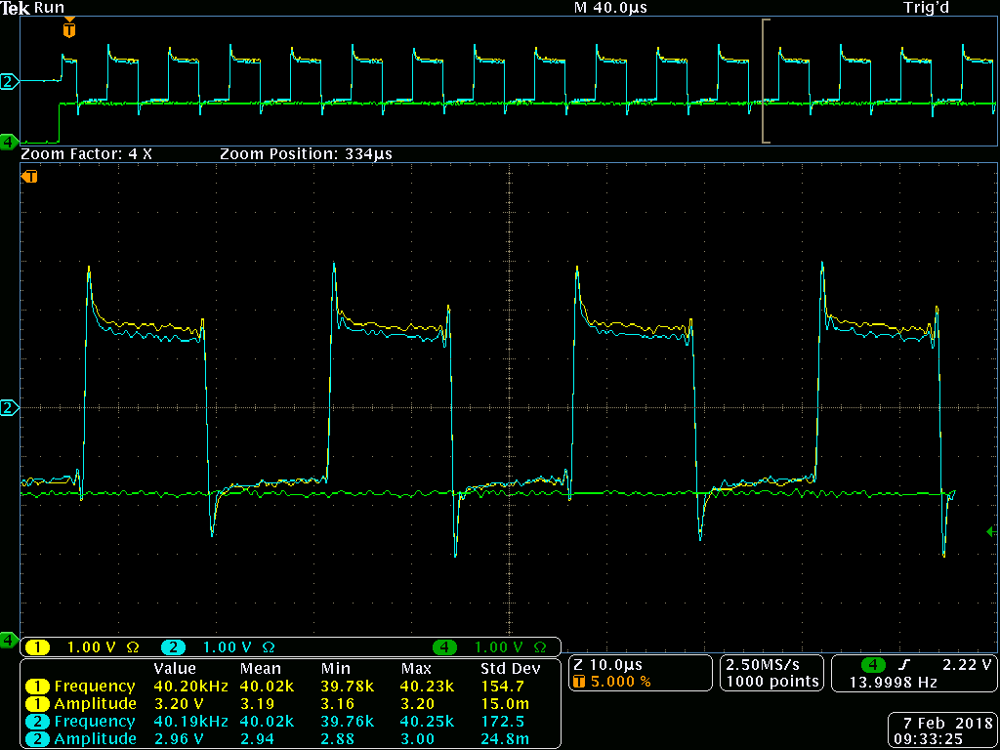 Tek Run M 40.0µs Trig'd
T
2
4
Zoom Factor: 4 X Zoom Position: 334µs
T
2
4
1 1.00 V Ω 2 1.00 V Ω 4 1.00 V Ω
Value Mean Min Max Std Dev
1 Frequency 40.20kHz 40.02k 39.78k 40.23k 154.7
1 Amplitude 3.20 V 3.19 3.16 3.20 15.0m
2 Frequency 40.19kHz 40.02k 39.76k 40.25k 172.5
2 Amplitude 2.96 V 2.94 2.88 3.00 24.8m
Z 10.0µs
T 5.000 %
2.50MS/s
1000 points
4 2.22 V
13.9998 Hz
7 Feb 2018
09:33:25